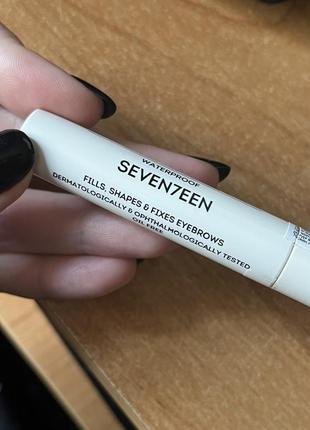 WATERPROOF
SEVEN7EEN
FILLS, SHAPES & FIXES EYEBROWS
DERMATOLOGICALLY & OPHTHALMOLOGICALLY TESTED
OIL FREE